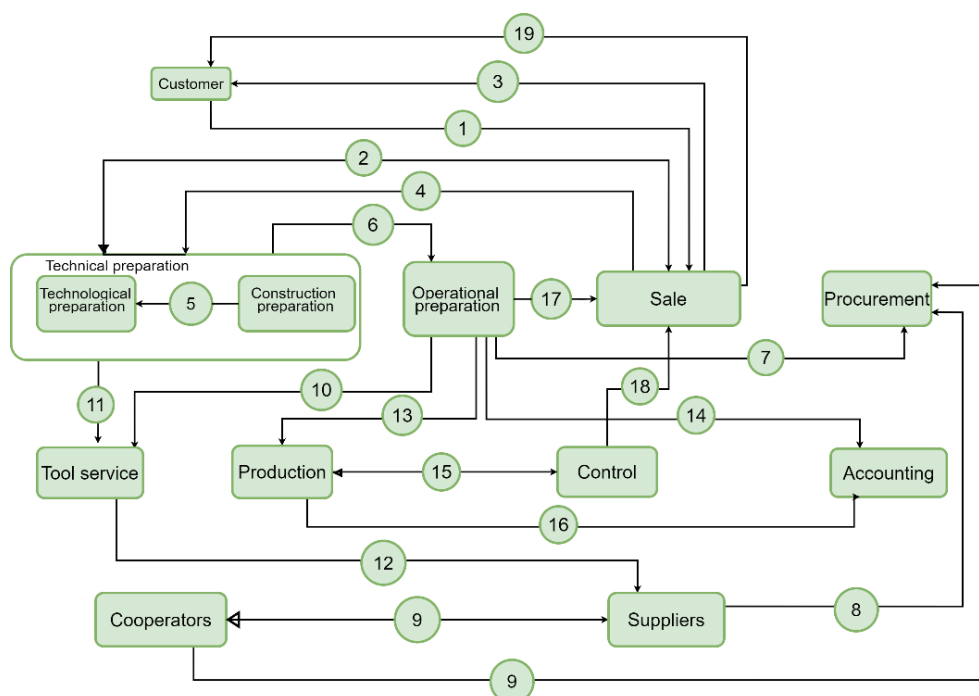 19
Customer
3
1
2
4
6
Technical preparation
Technological
preparation
5
Construction
preparation
Operational
preparation
17
Sale
Procurement
7
10
18
11
13
14
Tool service
Production
15
Control
Accounting
16
12
Cooperators
9
Suppliers
8
9